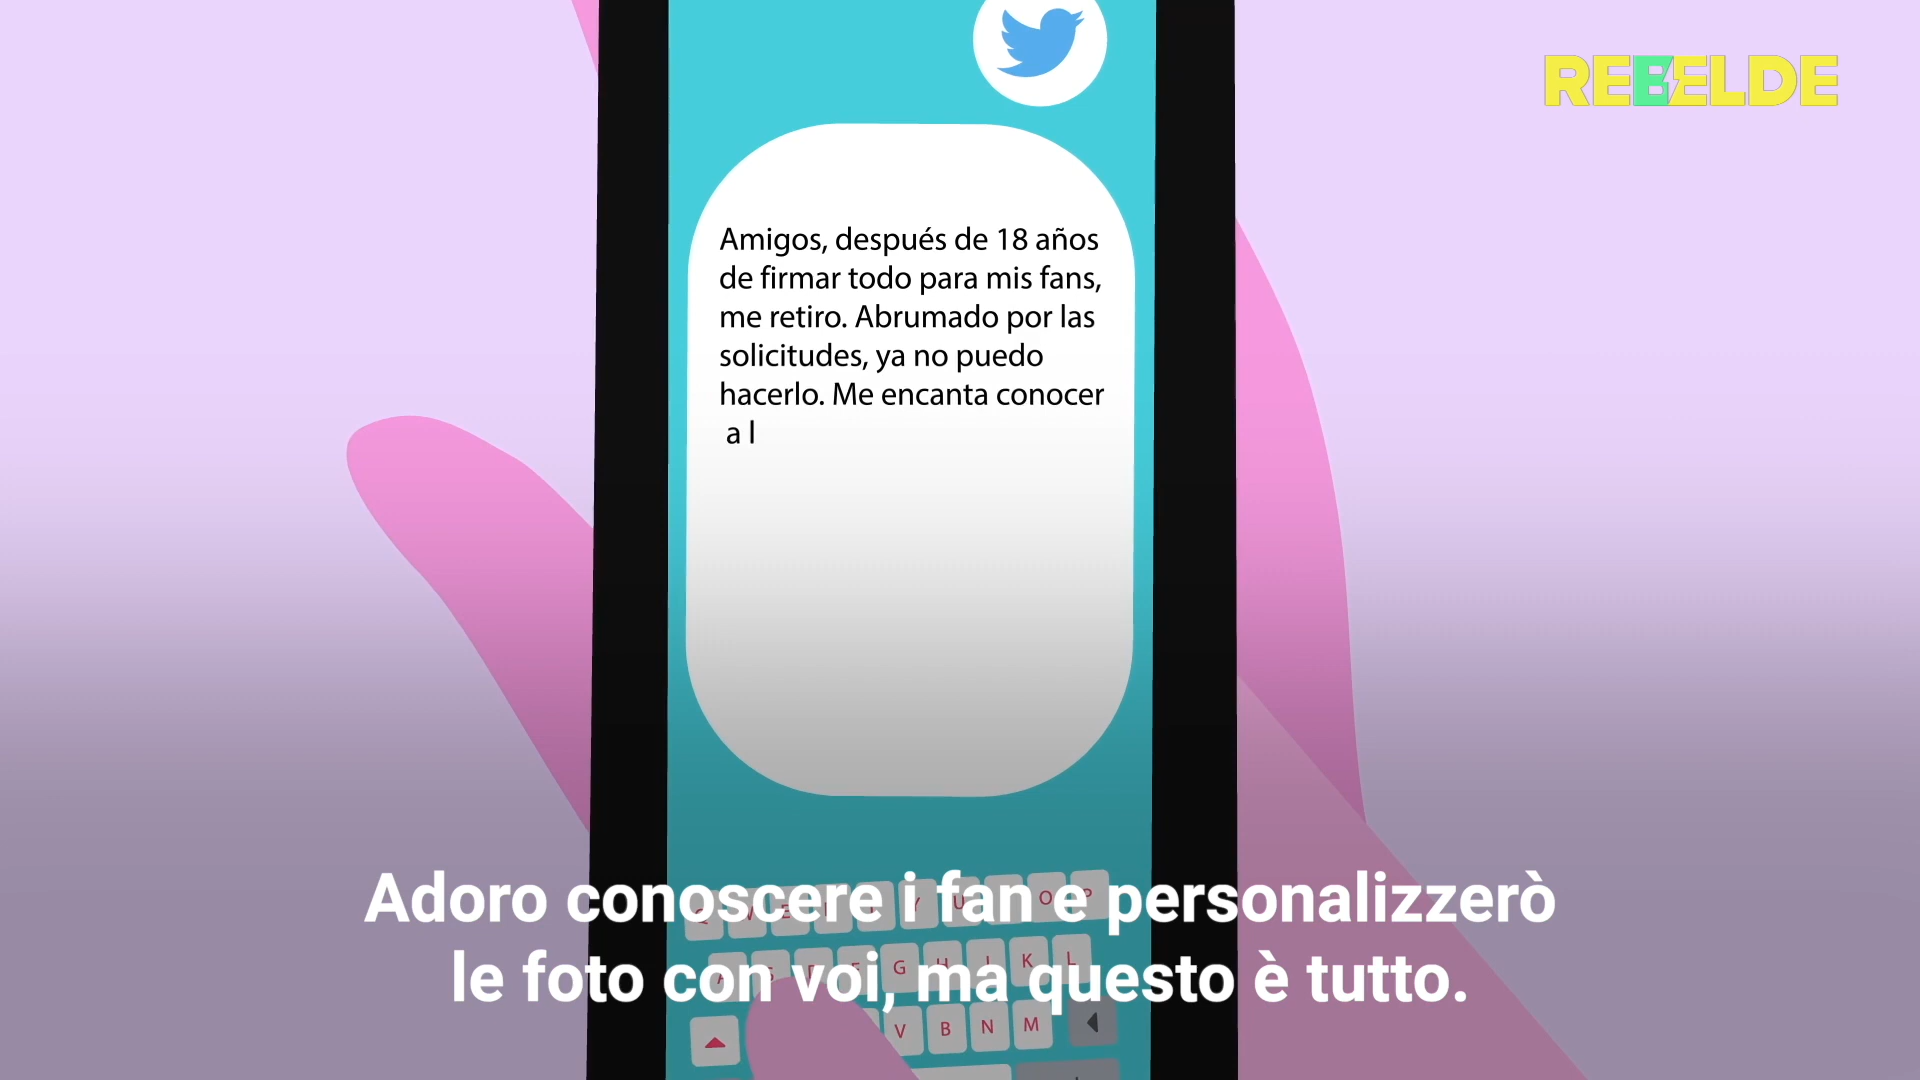 REBELDE
Amigos, después de 18 años
de firmar todo para mis fans,
me retiro. Abrumado por las
solicitudes, ya no puedo
hacerlo. Me encanta conocer
a l
Adoro conoscere i fan e personalizzerò
le foto con voi, ma questo è tutto.
Y U O P
G H J K L
V B N M